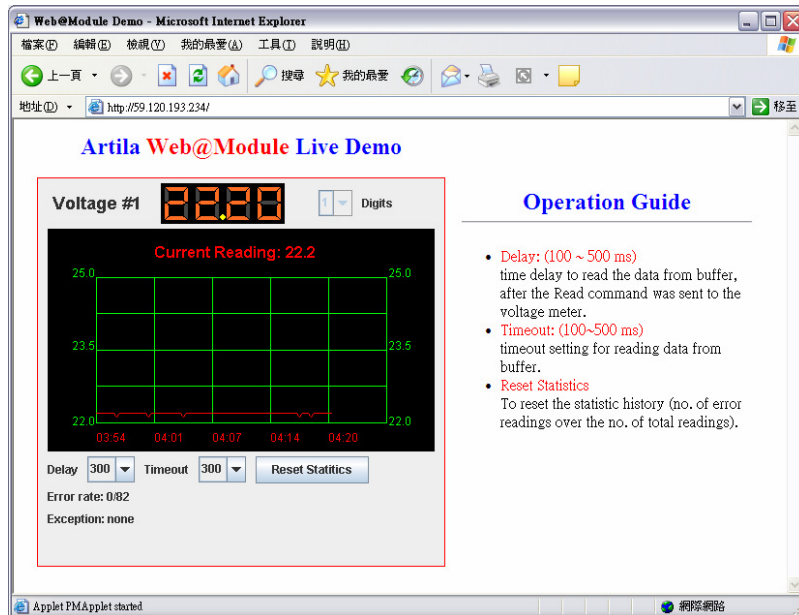 Web@Module Demo - Microsoft Internet Explorer
檔案(F) 編輯(E) 檢視(V) 我的最愛(A) 工具(T) 說明(H)
上一頁 搜尋 我的最愛
地址(D) http://59.120.193.234/ 移至
Artila Web@Module Live Demo
Voltage #1 22.20 1 Digits
Current Reading: 22.2
25.0 25.0
23.5 23.5
22.0 22.0
03:54 04:01 04:07 04:14 04:20
Delay 300 Timeout 300 Reset Statitics
Error rate: 0/82
Exception: none
Operation Guide
Delay: (100 ~ 500 ms)
time delay to read the data from buffer,
after the Read command was sent to the
voltage meter.
Timeout: (100~500 ms)
timeout setting for reading data from
buffer.
Reset Statistics
To reset the statistic history (no. of error
readings over the no. of total readings).
Applet PMApplet started 網際網路